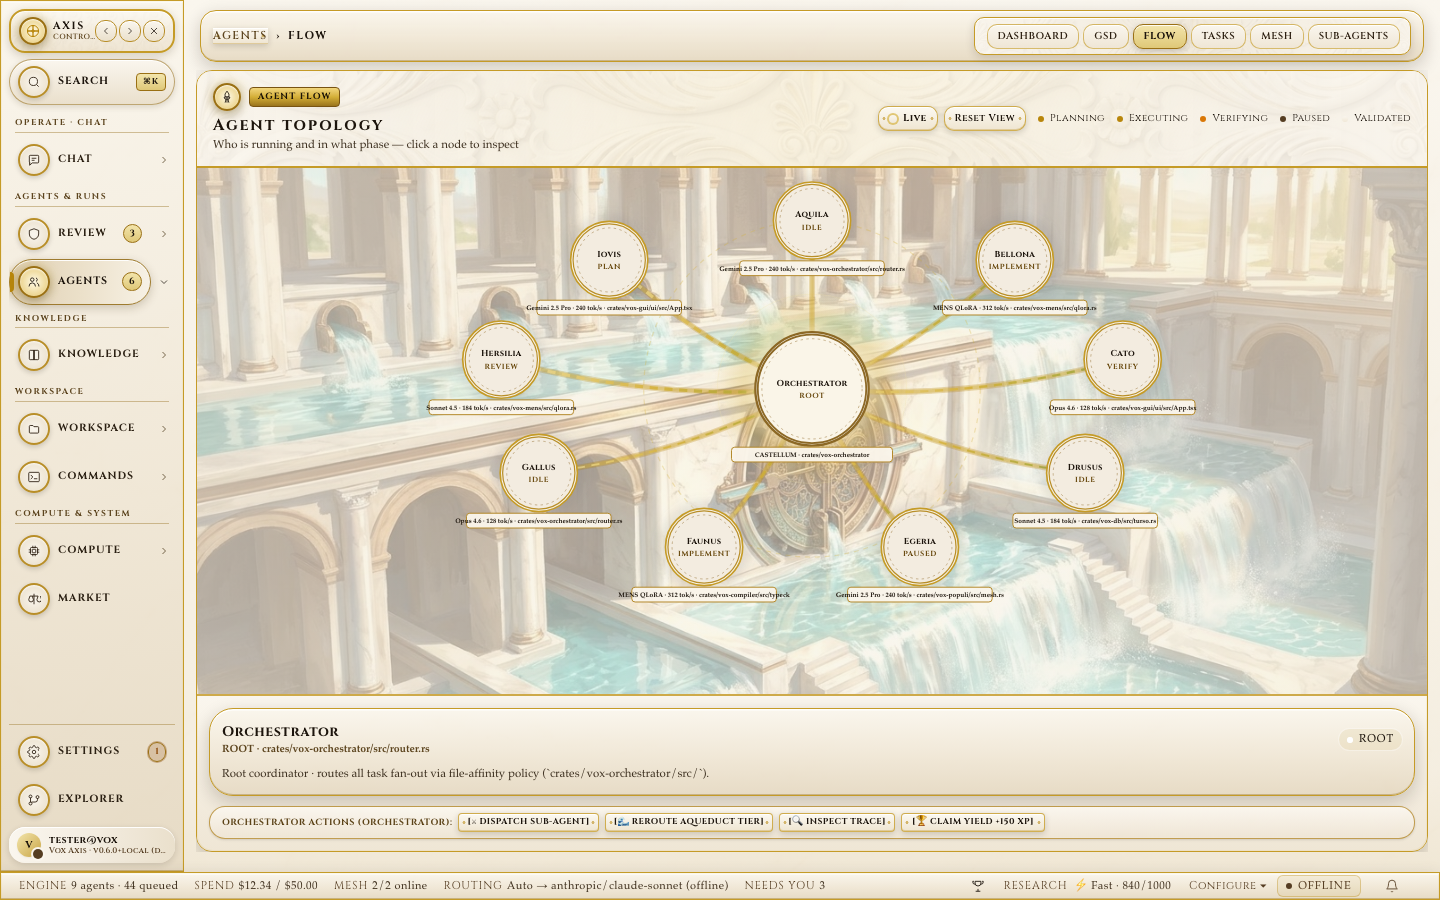 AXIS
CONTRO...
SEARCH
⌘K
OPERATE · CHAT
CHAT
AGENTS & RUNS
REVIEW 3
AGENTS 6
KNOWLEDGE
KNOWLEDGE
WORKSPACE
WORKSPACE
COMMANDS
COMPUTE & SYSTEM
COMPUTE
MARKET
SETTINGS 1
EXPLORER
V
TESTER@VOX
VOX AXIS · V0.6.0+LOCAL (D...
AGENTS › FLOW
DASHBOARD GSD FLOW TASKS MESH SUB-AGENTS
AGENT FLOW
AGENT TOPOLOGY
Who is running and in what phase — click a node to inspect
LIVE RESET VIEW PLANNING EXECUTING VERIFYING PAUSED VALIDATED
AQUILA
IDLE
Gemini 2.5 Pro · 240 tok/s · crates/vox-orchestrator/src/router.rs
IOVIS
PLAN
Gemini 2.5 Pro · 240 tok/s · crates/vox-gui/ui/src/App.tsx
BELLONA
IMPLEMENT
MENS QLoRA · 312 tok/s · crates/vox-mens/src/qlora.rs
HERSILIA
REVIEW
Sonnet 4.5 · 184 tok/s · crates/vox-mens/src/qlora.rs
ORCHESTRATOR
ROOT
CASTELLUM · crates/vox-orchestrator
CATO
VERIFY
Opus 4.6 · 128 tok/s · crates/vox-gui/ui/src/App.tsx
GALLUS
IDLE
Opus 4.6 · 128 tok/s · crates/vox-orchestrator/src/router.rs
DRUSUS
IDLE
Sonnet 4.5 · 184 tok/s · crates/vox-db/src/turso.rs
FAUNUS
IMPLEMENT
MENS QLoRA · 312 tok/s · crates/vox-compiler/src/typeck
EGERIA
PAUSED
Gemini 2.5 Pro · 240 tok/s · crates/vox-populi/src/mesh.rs
ORCHESTRATOR
ROOT · crates/vox-orchestrator/src/router.rs
ROOT
Root coordinator · routes all task fan-out via file-affinity policy (`crates/vox-orchestrator/src/`).
ORCHESTRATOR ACTIONS (ORCHESTRATOR): [⚔ DISPATCH SUB-AGENT] [🌊 REROUTE AQUEDUCT TIER] [🔍 INSPECT TRACE] [🏆 CLAIM YIELD +150 XP]
ENGINE 9 agents · 44 queued SPEND $12.34 / $50.00 MESH 2/2 online ROUTING Auto → anthropic/claude-sonnet (offline) NEEDS YOU 3 RESEARCH ⚡ Fast · 840/1000 CONFIGURE OFFLINE